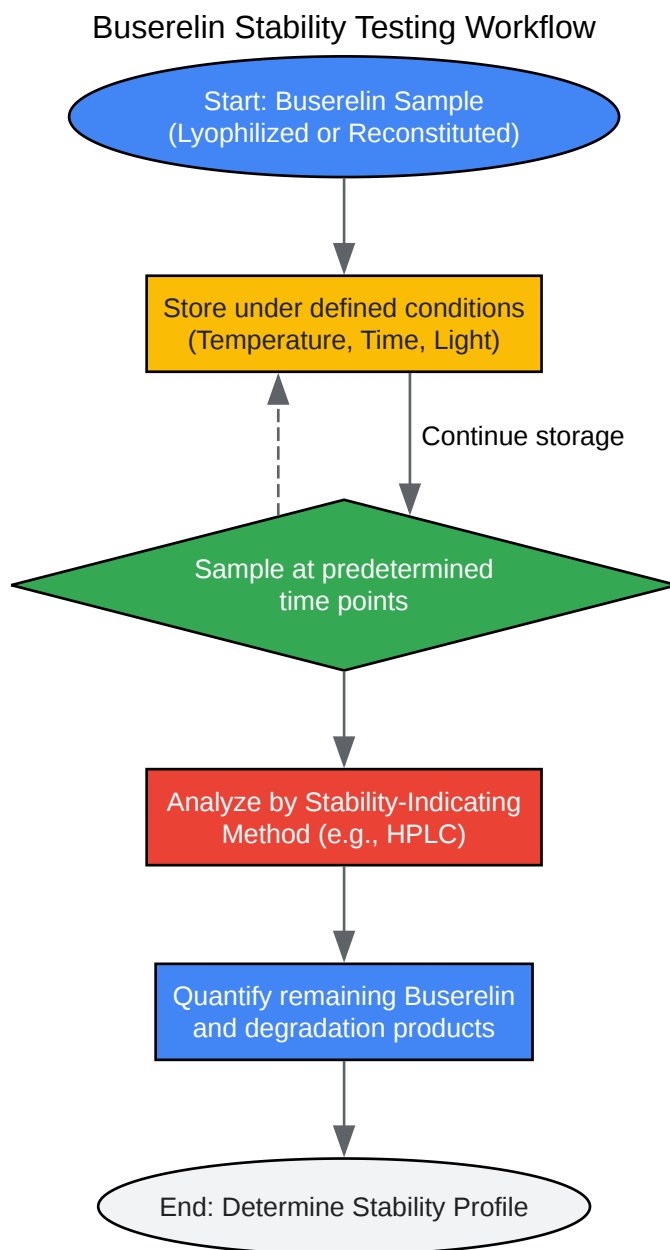 Buserelin Stability Testing Workflow
Start: Buserelin Sample
(Lyophilized or Reconstituted)
Store under defined conditions
(Temperature, Time, Light)
Continue storage
Sample at predetermined
time points
Analyze by Stability-Indicating
Method (e.g., HPLC)
Quantify remaining Buserelin
and degradation products
End: Determine Stability Profile